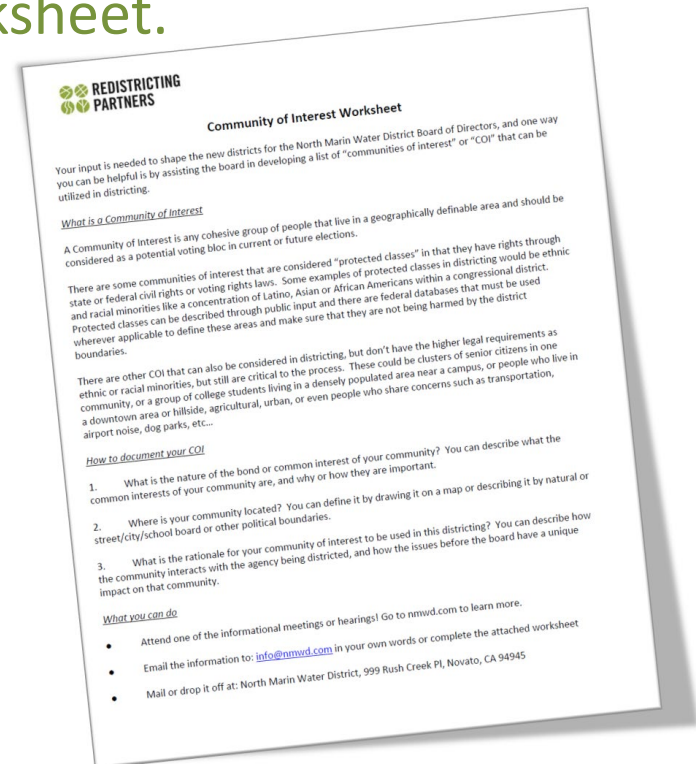 ksheet.
REDISTRICTING
PARTNERS
Community of Interest Worksheet
Your input is needed to shape the new districts for the North Marin Water District Board of Directors, and one way
you can be helpful is by assisting the board in developing a list of “communities of interest” or “COI” that can be
utilized in districting.
What is a Community of Interest
A Community of Interest is any cohesive group of people that live in a geographically definable area and should be
considered as a potential voting bloc in current or future elections.
There are some communities of interest that are considered “protected classes” in that they have rights through
state or federal civil rights or voting rights laws. Some examples of protected classes in districting would be ethnic
and racial minorities like a concentration of Latino, Asian or African Americans within a congressional district.
Protected classes can be described through public input and there are federal databases that must be used
wherever applicable to define these areas and make sure that they are not being harmed by the district
boundaries.
There are other COI that can also be considered in districting, but don’t have the higher legal requirements as
ethnic or racial minorities, but still are critical to the process. These could be clusters of senior citizens in one
community, or a group of college students living in a densely populated area near a campus, or people who live in
a downtown area or hillside, agricultural, urban, or even people who share concerns such as transportation,
airport noise, dog parks, etc...
How to document your COI
1. What is the nature of the bond or common interest of your community? You can describe what the
common interests of your community are, and why or how they are important.
2. Where is your community located? You can define it by drawing it on a map or describing it by natural or
street/city/school board or other political boundaries.
3. What is the rationale for your community of interest to be used in this districting? You can describe how
the community interacts with the agency being districted, and how the issues before the board have a unique
impact on that community.
What you can do
• Attend one of the informational meetings or hearings! Go to nmwd.com to learn more.
• Email the information to: info@nmwd.com in your own words or complete the attached worksheet
• Mail or drop it off at: North Marin Water District, 999 Rush Creek Pl, Novato, CA 94945